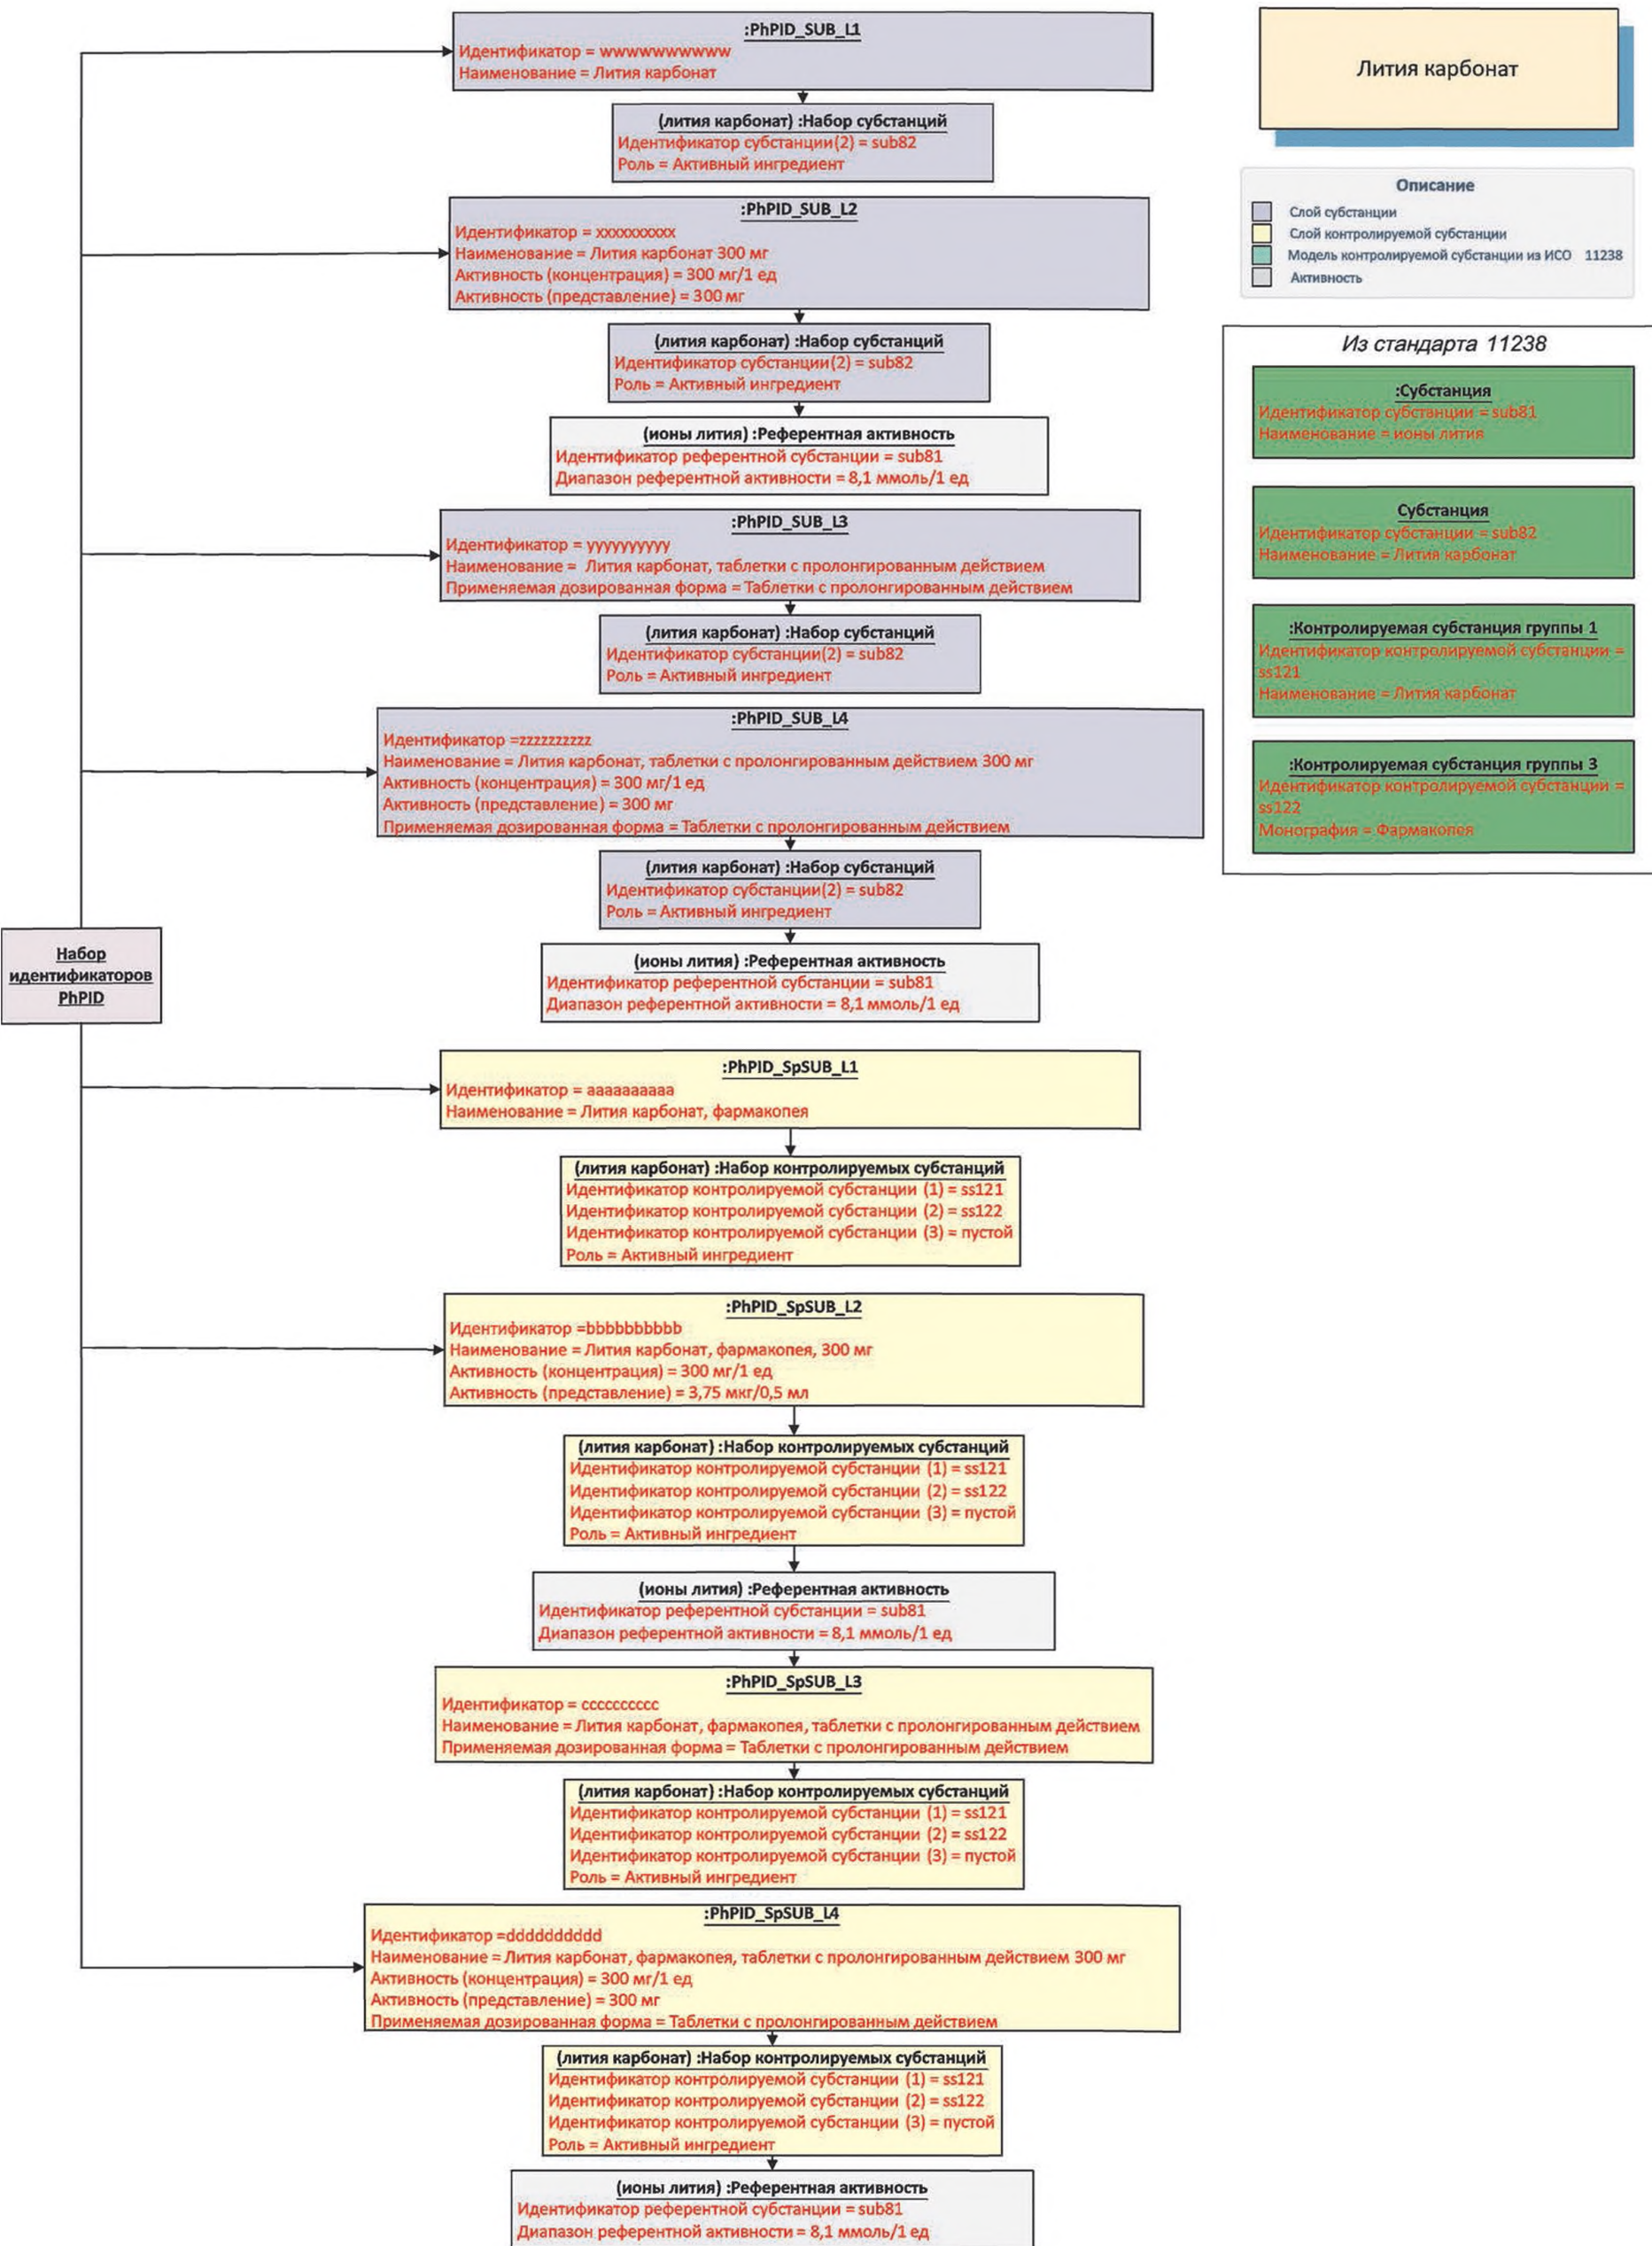 :PhPID_SUB_L1
Идентификатор = wwwwwwwwww
Наименование = Лития карбонат
(лития карбонат) :Набор субстанций
Идентификатор субстанции(2) = sub82
Роль = Активный ингредиент
:PhPID_SUB_L2
Идентификатор = xxxxxxxxxx
Наименование = Лития карбонат 300 мг
Активность (концентрация) = 300 мг/1 ед
Активность (представление) = 300 мг
(лития карбонат) :Набор субстанций
Идентификатор субстанции(2) = sub82
Роль = Активный ингредиент
(ионы лития) :Референтная активность
Идентификатор референтной субстанции = sub81
Диапазон референтной активности = 8,1 ммоль/1 ед
:PhPID_SUB_L3
Идентификатор = yyyyyyyyyy
Наименование = Лития карбонат, таблетки с пролонгированным действием
Применяемая дозированная форма = Таблетки с пролонгированным действием
(лития карбонат) :Набор субстанций
Идентификатор субстанции(2) = sub82
Роль = Активный ингредиент
:PhPID_SUB_L4
Идентификатор =zzzzzzzzzz
Наименование = Лития карбонат, таблетки с пролонгированным действием 300 мг
Активность (концентрация) = 300 мг/1 ед
Активность (представление) = 300 мг
Применяемая дозированная форма = Таблетки с пролонгированным действием
(лития карбонат) :Набор субстанций
Идентификатор субстанции(2) = sub82
Роль = Активный ингредиент
(ионы лития) :Референтная активность
Идентификатор референтной субстанции = sub81
Диапазон референтной активности = 8,1 ммоль/1 ед
Набор
идентификаторов
PhPID
:PhPID_SpSUB_L1
Идентификатор = aaaaaaaaaa
Наименование = Лития карбонат, фармакопея
(лития карбонат) :Набор контролируемых субстанций
Идентификатор контролируемой субстанции (1) = ss121
Идентификатор контролируемой субстанции (2) = ss122
Идентификатор контролируемой субстанции (3) = пустой
Роль = Активный ингредиент
:PhPID_SpSUB_L2
Идентификатор =bbbbbbbbbb
Наименование = Лития карбонат, фармакопея, 300 мг
Активность (концентрация) = 300 мг/1 ед
Активность (представление) = 3,75 мкг/0,5 мл
(лития карбонат) :Набор контролируемых субстанций
Идентификатор контролируемой субстанции (1) = ss121
Идентификатор контролируемой субстанции (2) = ss122
Идентификатор контролируемой субстанции (3) = пустой
Роль = Активный ингредиент
(ионы лития) :Референтная активность
Идентификатор референтной субстанции = sub81
Диапазон референтной активности = 8,1 ммоль/1 ед
:PhPID_SpSUB_L3
Идентификатор = cccccccccc
Наименование = Лития карбонат, фармакопея, таблетки с пролонгированным действием
Применяемая дозированная форма = Таблетки с пролонгированным действием
(лития карбонат) :Набор контролируемых субстанций
Идентификатор контролируемой субстанции (1) = ss121
Идентификатор контролируемой субстанции (2) = ss122
Идентификатор контролируемой субстанции (3) = пустой
Роль = Активный ингредиент
:PhPID_SpSUB_L4
Идентификатор =dddddddddd
Наименование = Лития карбонат, фармакопея, таблетки с пролонгированным действием 300 мг
Активность (концентрация) = 300 мг/1 ед
Активность (представление) = 300 мг
Применяемая дозированная форма = Таблетки с пролонгированным действием
(лития карбонат) :Набор контролируемых субстанций
Идентификатор контролируемой субстанции (1) = ss121
Идентификатор контролируемой субстанции (2) = ss122
Идентификатор контролируемой субстанции (3) = пустой
Роль = Активный ингредиент
(ионы лития) :Референтная активность
Идентификатор референтной субстанции = sub81
Диапазон референтной активности = 8,1 ммоль/1 ед
Лития карбонат
Описание
Слой субстанции
Слой контролируемой субстанции
Модель контролируемой субстанции из ИСО 11238
Активность
Из стандарта 11238
:Субстанция
Идентификатор субстанции = sub81
Наименование = ионы лития
Субстанция
Идентификатор субстанции = sub82
Наименование = Лития карбонат
:Контролируемая субстанция группы 1
Идентификатор контролируемой субстанции =
ss121
Наименование = Лития карбонат
:Контролируемая субстанция группы 3
Идентификатор контролируемой субстанции =
ss122
Монография = Фармакопея